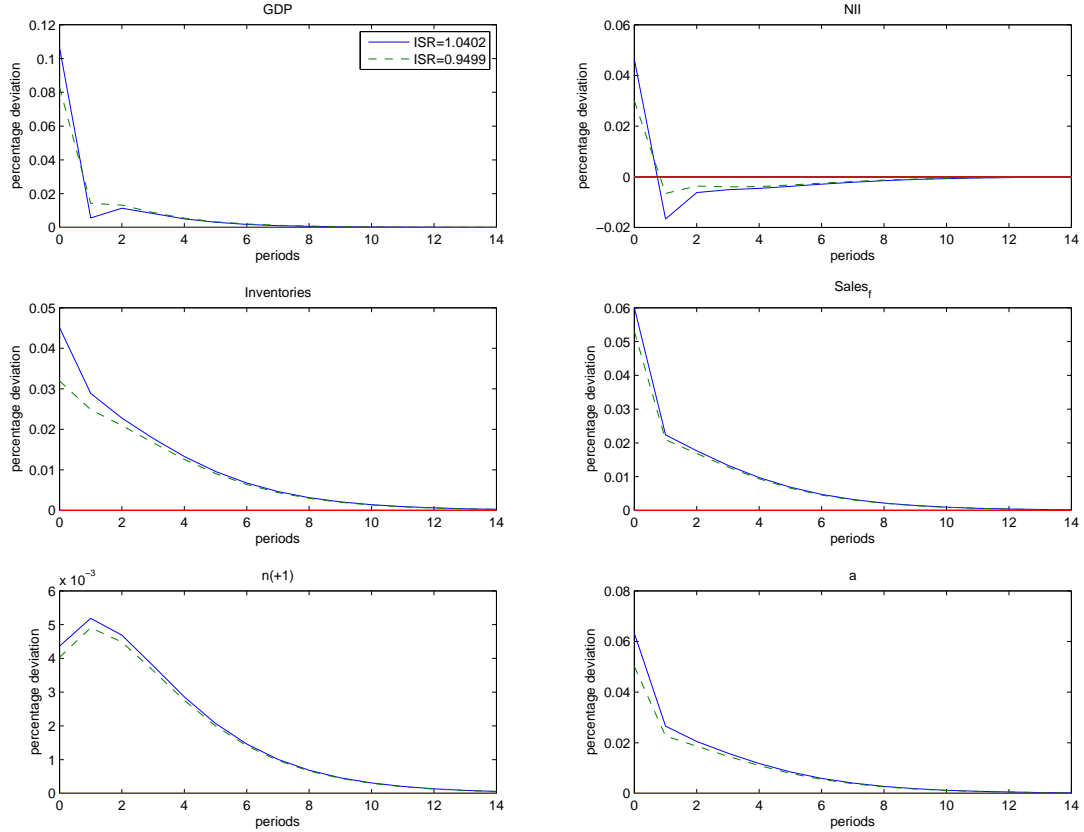 GDP
0.12
0.1
0.08
0.06
0.04
0.02
0
percentage deviation
0 2 4 6 8 10 12 14
periods
ISR=1.0402
ISR=0.9499
NII
0.06
0.04
0.02
0
−0.02
percentage deviation
0 2 4 6 8 10 12 14
periods
Inventories
0.05
0.04
0.03
0.02
0.01
0
percentage deviation
0 2 4 6 8 10 12 14
periods
Sales_f
0.06
0.05
0.04
0.03
0.02
0.01
0
percentage deviation
0 2 4 6 8 10 12 14
periods
n(+1)
x 10^−3
6
5
4
3
2
1
0
percentage deviation
0 2 4 6 8 10 12 14
periods
a
0.08
0.06
0.04
0.02
0
percentage deviation
0 2 4 6 8 10 12 14
periods